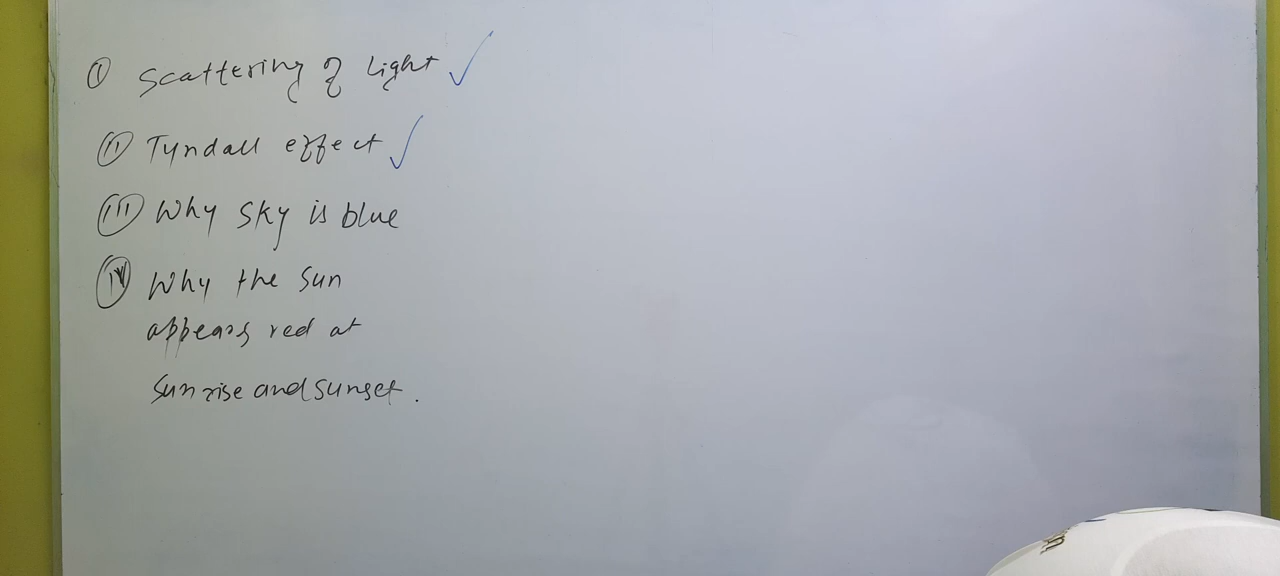 (i) Scattering of Light ✓
(ii) Tyndall effect ✓
(iii) Why Sky is blue
(iv) Why the Sun
appears red at
Sunrise and Sunset.